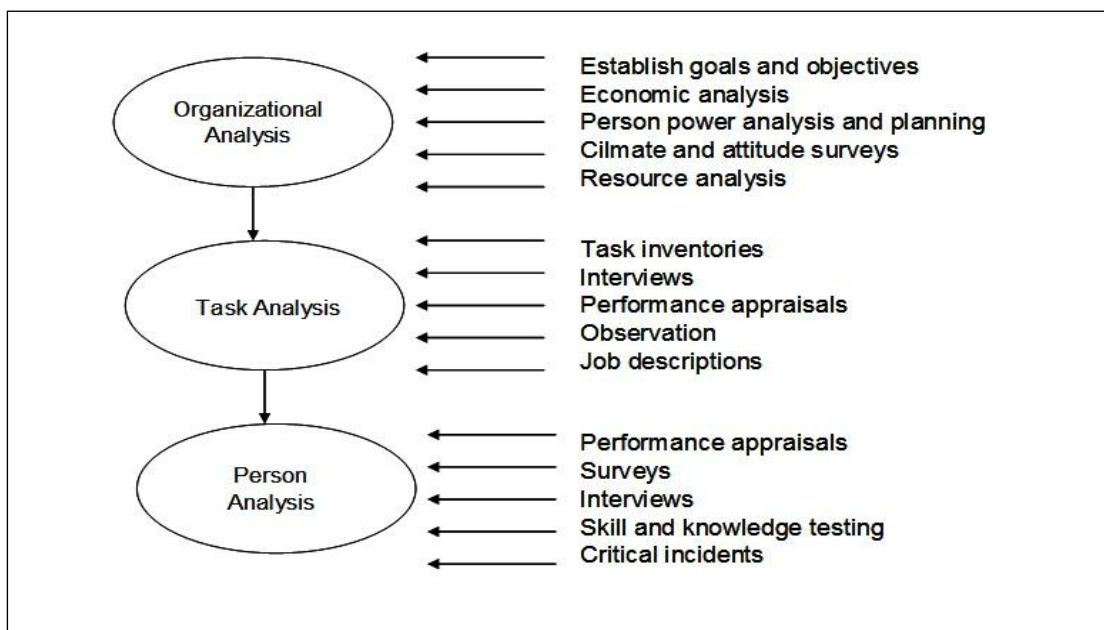 Organizational
Analysis
Establish goals and objectives
Economic analysis
Person power analysis and planning
Cilmate and attitude surveys
Resource analysis
Task Analysis
Task inventories
Interviews
Performance appraisals
Observation
Job descriptions
Person
Analysis
Performance appraisals
Surveys
Interviews
Skill and knowledge testing
Critical incidents